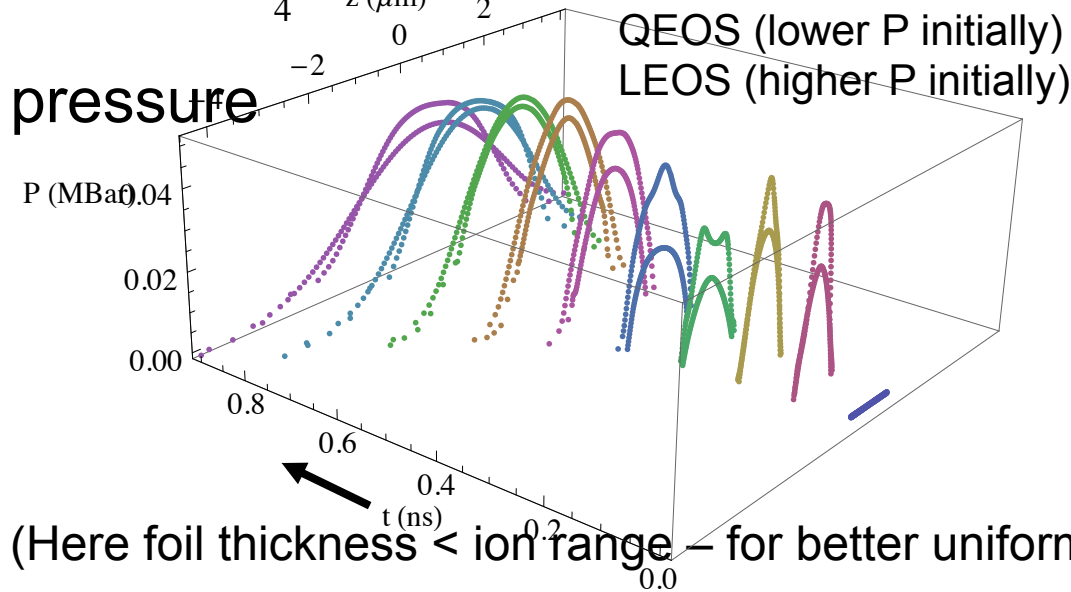 4 z (μm) 2
0
−2
−4
QEOS (lower P initially)
LEOS (higher P initially)
pressure
P (MBar)
0.04
0.02
0.00
0.8
0.6
0.4
0.2
0.0
t (ns)
(Here foil thickness < ion range – for better